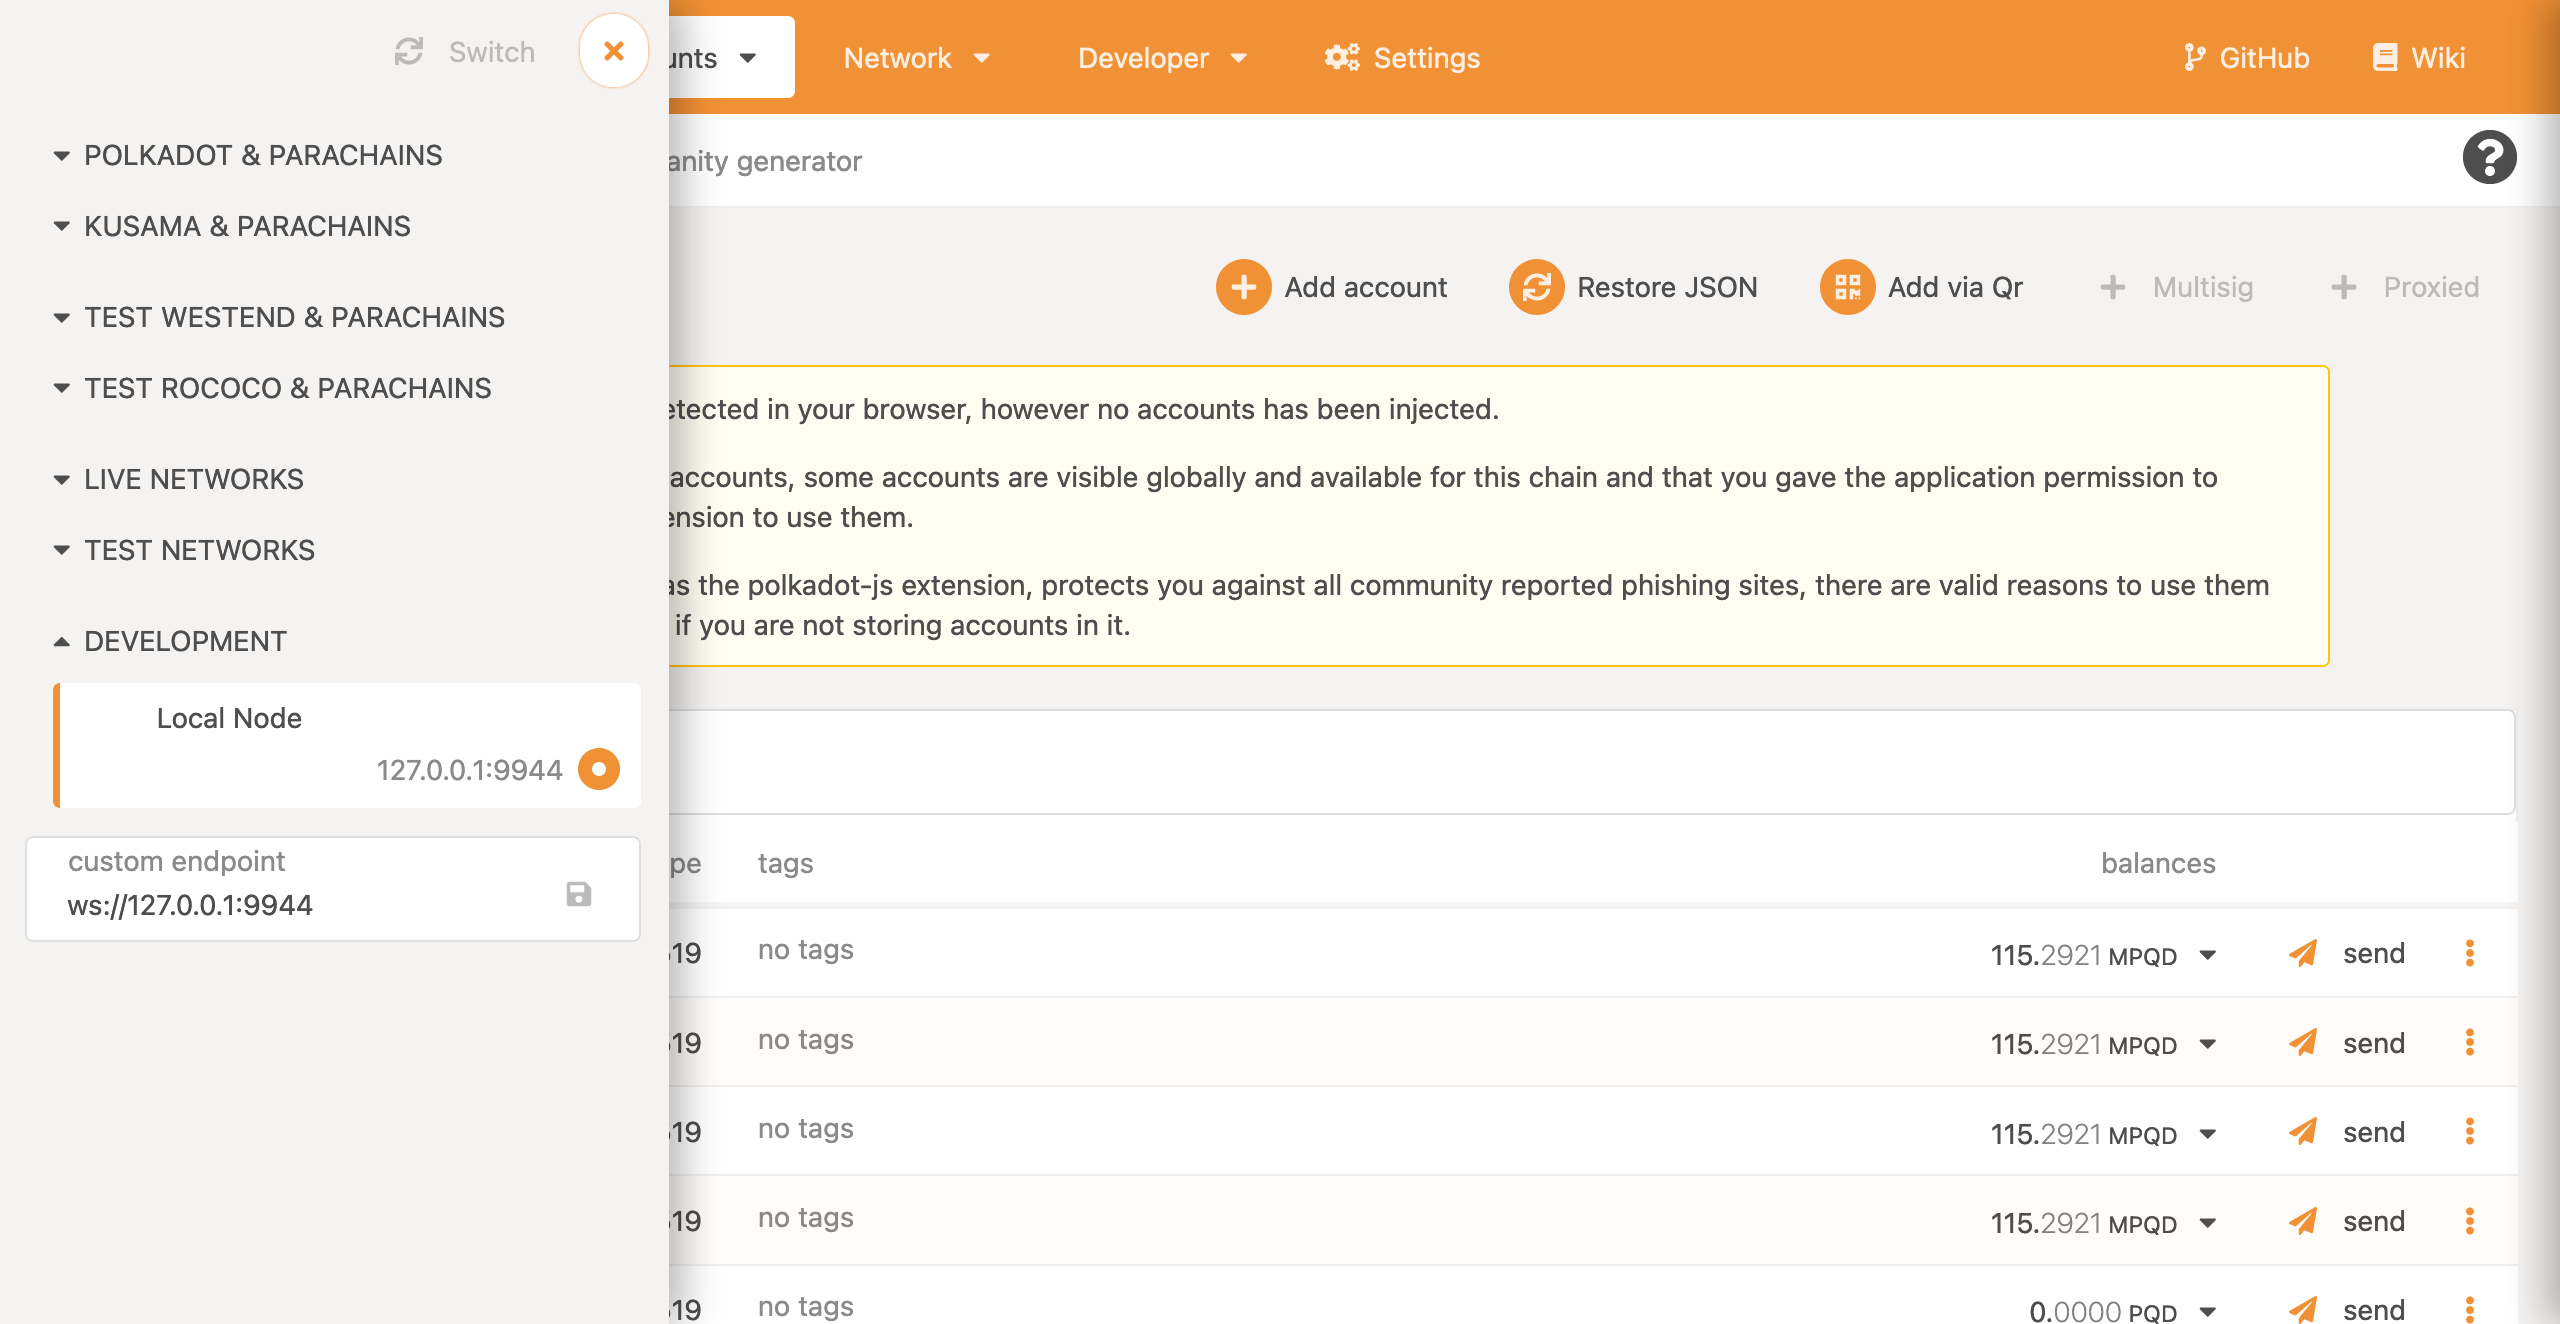 Switch
POLKADOT & PARACHAINS
KUSAMA & PARACHAINS
TEST WESTEND & PARACHAINS
TEST ROCOCO & PARACHAINS
LIVE NETWORKS
TEST NETWORKS
DEVELOPMENT
Local Node
127.0.0.1:9944
custom endpoint
ws://127.0.0.1:9944
Network
Developer
Settings
GitHub
Wiki
generator
Add account
Restore JSON
Add via Qr
Multisig
Proxied
in your browser, however no accounts has been injected.
accounts, some accounts are visible globally and available for this chain and that you gave the application permission to
to use them.
the polkadot-js extension, protects you against all community reported phishing sites, there are valid reasons to use them
if you are not storing accounts in it.
tags balances
19 no tags 115.2921 MPQD send
19 no tags 115.2921 MPQD send
19 no tags 115.2921 MPQD send
19 no tags 115.2921 MPQD send
19 no tags 0.0000 PQD send